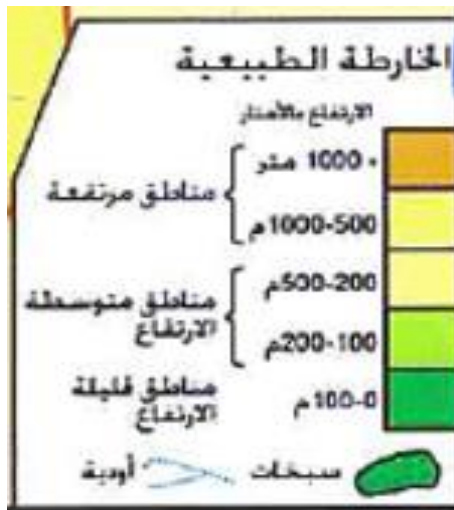 الخارطة الطبيعية
الارتفاع بالأمتار
+ 1000 متر
مناطق مرتفعة
500-1000م
200-500م
مناطق متوسطة
الارتفاع
100-200م
مناطق قليلة
الارتفاع
0-100م
سبخات
أودية